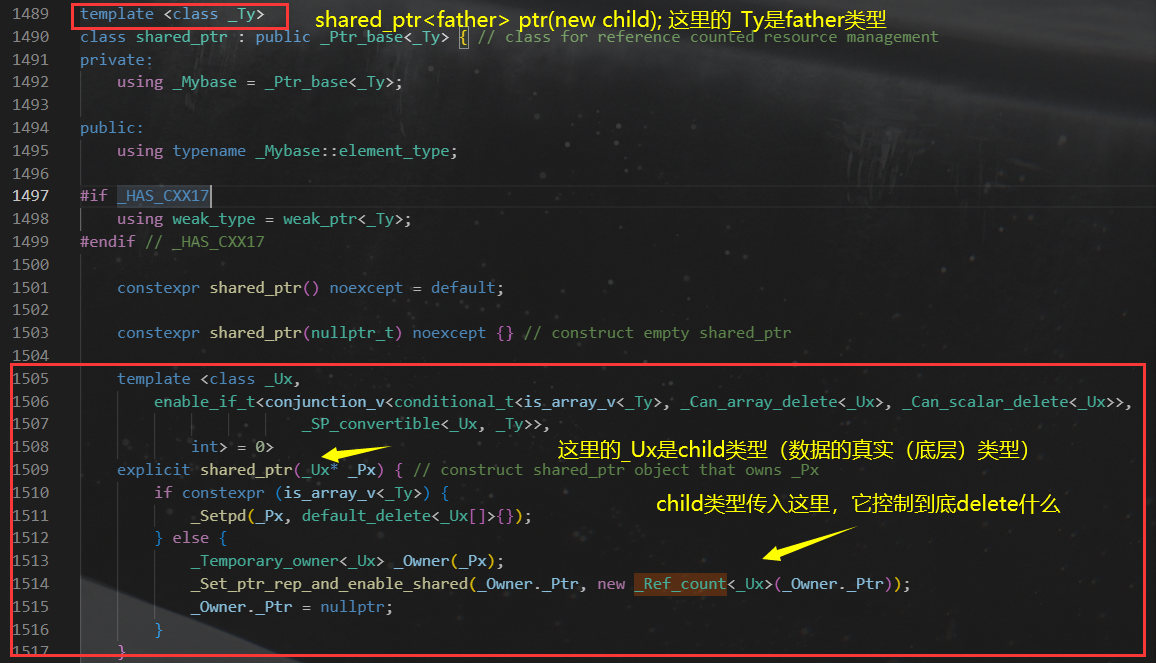 1489 template <class _Ty> shared_ptr<father> ptr(new child); 这里的_Ty是father类型
1490 class shared_ptr : public _Ptr_base<_Ty> { // class for reference counted resource management
1491 private:
1492 using _Mybase = _Ptr_base<_Ty>;
1493
1494 public:
1495 using typename _Mybase::element_type;
1496
1497 #if _HAS_CXX17
1498 using weak_type = weak_ptr<_Ty>;
1499 #endif // _HAS_CXX17
1500
1501 constexpr shared_ptr() noexcept = default;
1502
1503 constexpr shared_ptr(nullptr_t) noexcept {} // construct empty shared_ptr
1504
1505 template <class _Ux,
1506 enable_if_t<conjunction_v<conditional_t<is_array_v<_Ty>, _Can_array_delete<_Ux>, _Can_scalar_delete<_Ux>>,
1507 _SP_convertible<_Ux, _Ty>>,
1508 int> = 0>
这里的_Ux是child类型（数据的真实（底层）类型）
1509 explicit shared_ptr(_Ux* _Px) { // construct shared_ptr object that owns _Px
1510 if constexpr (is_array_v<_Ty>) {
child类型传入这里，它控制到底delete什么
1511 _Setpd(_Px, default_delete<_Ux[]>{});
1512 } else {
1513 _Temporary_owner<_Ux> _Owner(_Px);
1514 _Set_ptr_rep_and_enable_shared(_Owner._Ptr, new _Ref_count<_Ux>(_Owner._Ptr));
1515 _Owner._Ptr = nullptr;
1516 }
1517 }